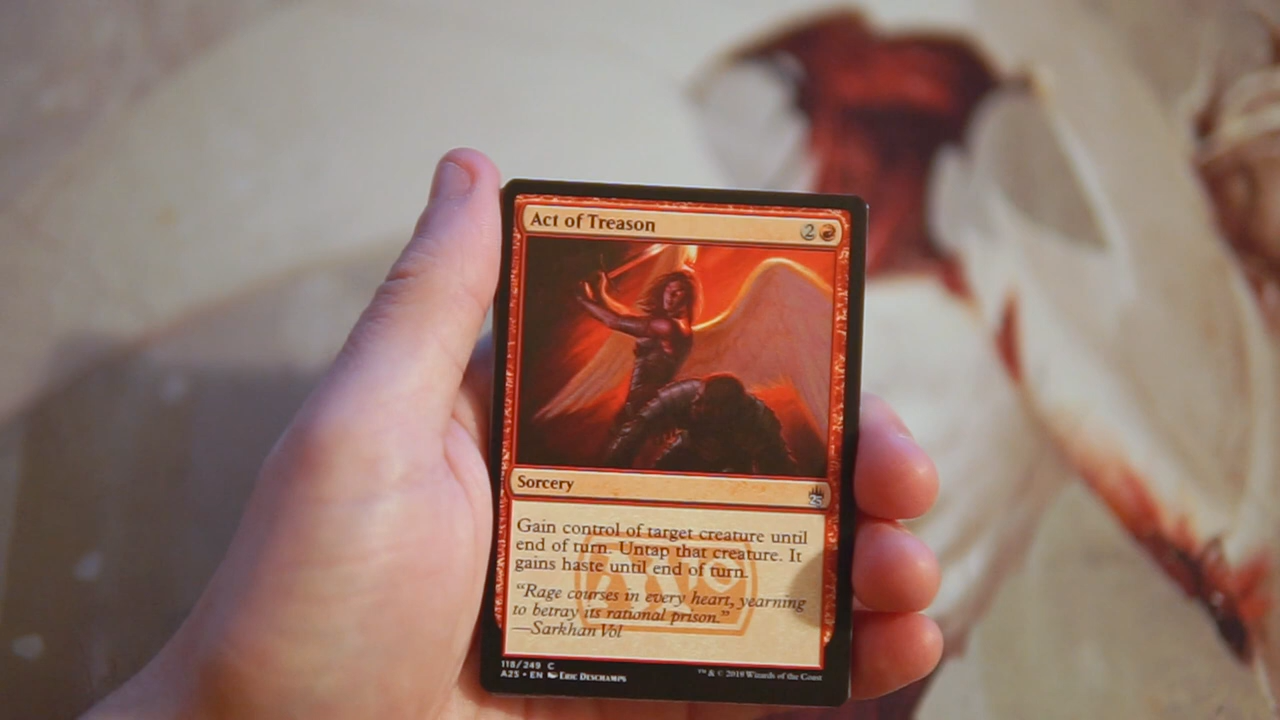 Act of Treason 2
Sorcery
25
Gain control of target creature until
end of turn. Untap that creature. It
gains haste until end of turn.
"Rage courses in every heart, yearning
to betray its rational prison."
—Sarkhan Vol
118/249 C
A25 • EN Eric Deschamps
™ & © 2018 Wizards of the Coast